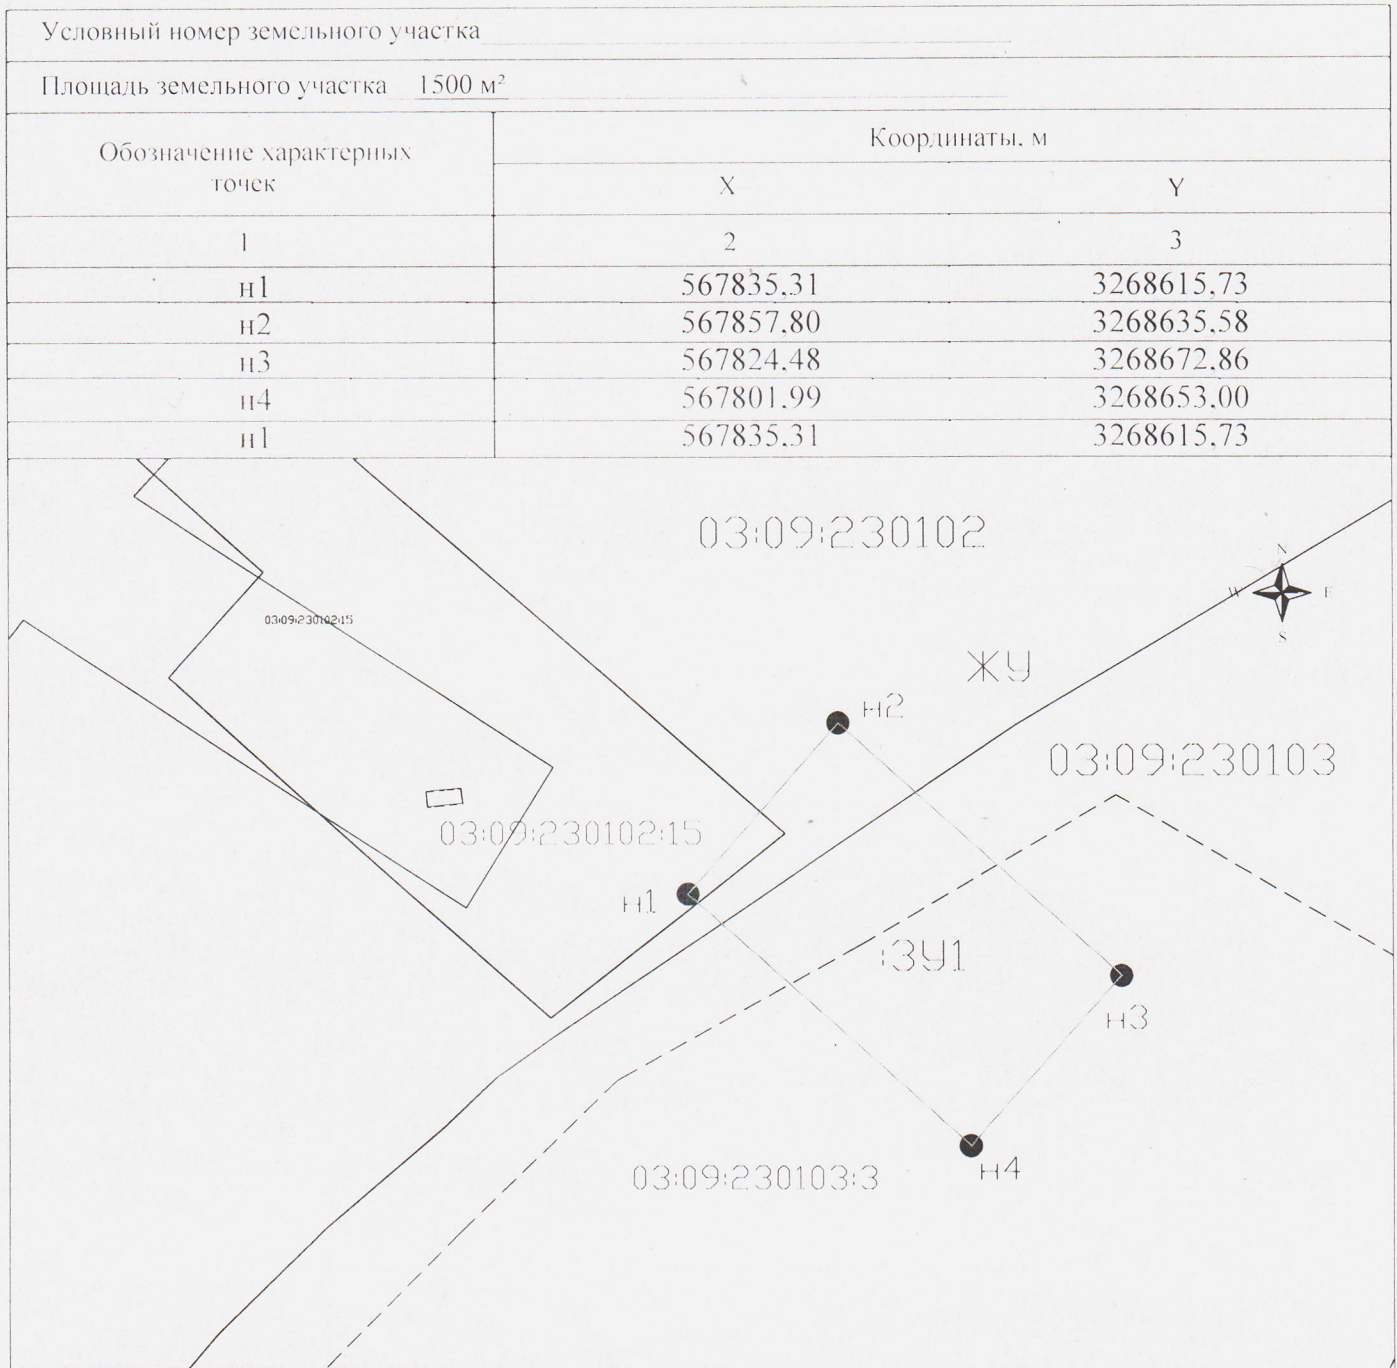 Условный номер земельного участка
Площадь земельного участка 1500 м²
Обозначение характерных
точек
Координаты, м
X
Y
1
2
3
н1
567835,31
3268615,73
н2
567857,80
3268635,58
н3
567824,48
3268672,86
н4
567801,99
3268653,00
н1
567835,31
3268615,73
03:09:230102
N
W
E
S
03:09:230102:15
ЖУ
н2
03:09:230103
03:09:230102:15
н1
:ЗУ1
н3
н4
03:09:230103:3